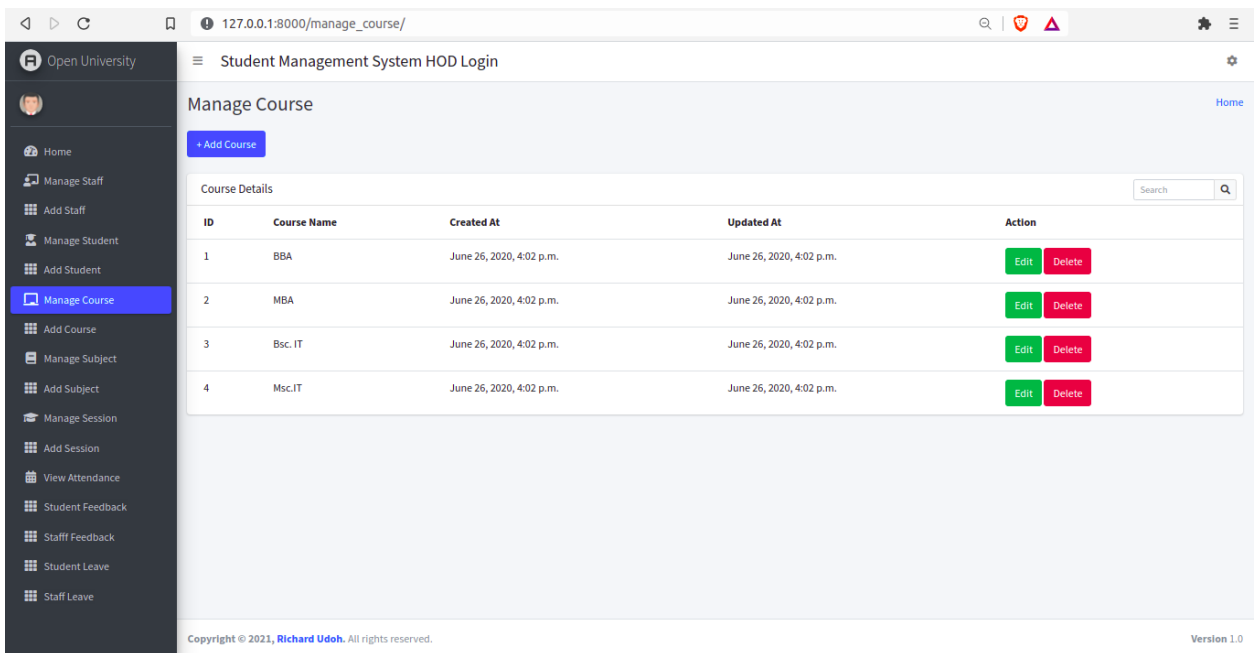 127.0.0.1:8000/manage_course/
Open University
Student Management System HOD Login
Manage Course
Home
+ Add Course
Home
Manage Staff
Add Staff
Manage Student
Add Student
Manage Course
Add Course
Manage Subject
Add Subject
Manage Session
Add Session
View Attendance
Student Feedback
Stafff Feedback
Student Leave
Staff Leave
Course Details Search
ID Course Name Created At Updated At Action
1 BBA June 26, 2020, 4:02 p.m. June 26, 2020, 4:02 p.m. Edit Delete
2 MBA June 26, 2020, 4:02 p.m. June 26, 2020, 4:02 p.m. Edit Delete
3 Bsc. IT June 26, 2020, 4:02 p.m. June 26, 2020, 4:02 p.m. Edit Delete
4 Msc.IT June 26, 2020, 4:02 p.m. June 26, 2020, 4:02 p.m. Edit Delete
Copyright © 2021, Richard Udoh. All rights reserved. Version 1.0